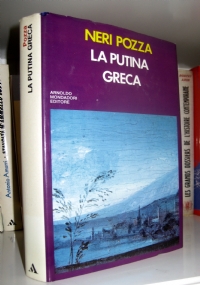 NERI POZZA
LA PUTINA
GRECA
ARNOLDO
MONDADORI
EDITORE
Pozza
LA PUTINA GRECA
LES GRANDS DOSSIERS DE L'HISTOIRE CONTEMPORAINE